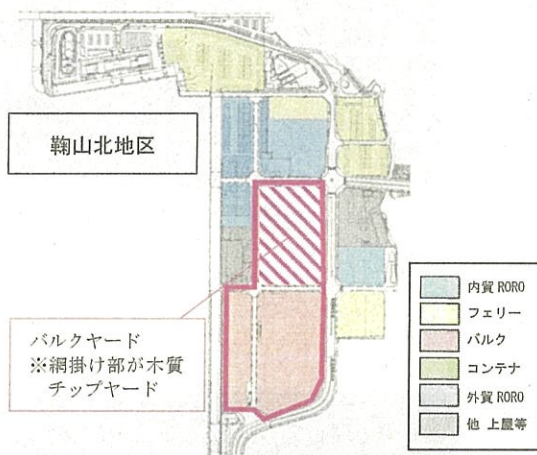 鞠山北地区
バルクヤード
※網掛け部が木質
チップヤード
内貿 RORO
フェリー
バルク
コンテナ
外貿 RORO
他 上屋等